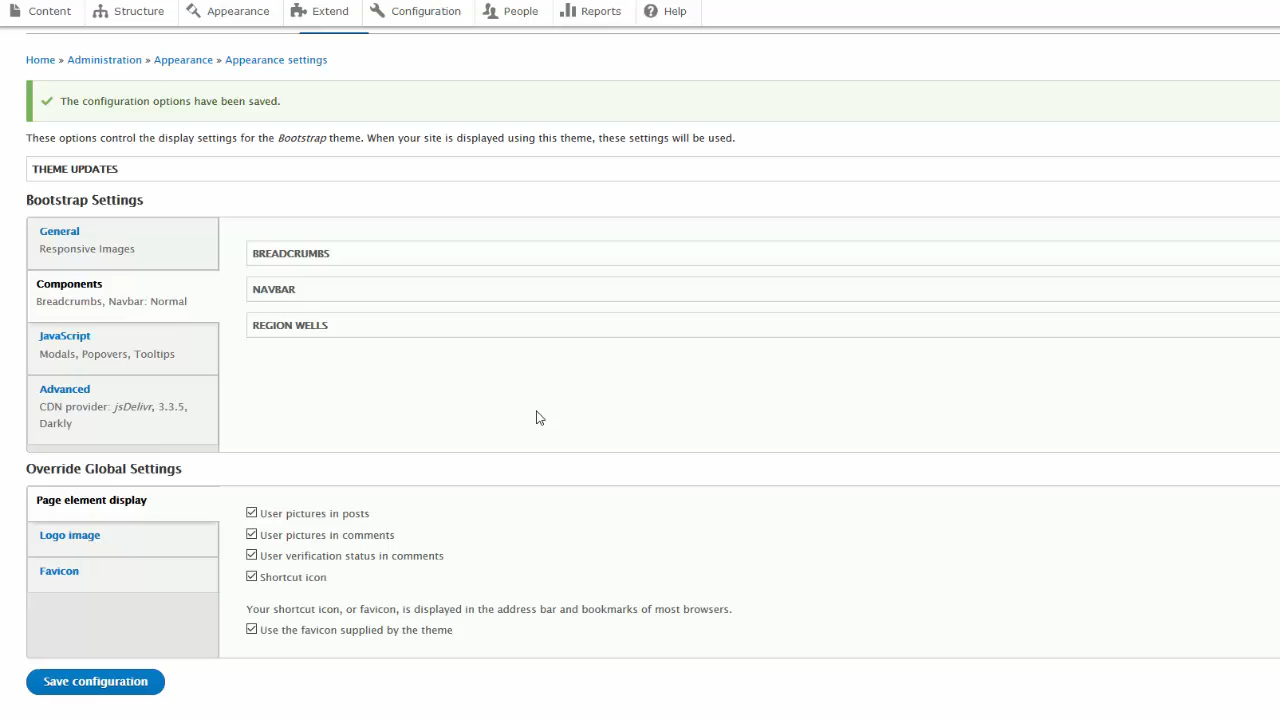 Content Structure Appearance Extend Configuration People Reports Help
Home » Administration » Appearance » Appearance settings
The configuration options have been saved.
These options control the display settings for the Bootstrap theme. When your site is displayed using this theme, these settings will be used.
THEME UPDATES
Bootstrap Settings
General
Responsive Images
Components
Breadcrumbs, Navbar: Normal
JavaScript
Modals, Popovers, Tooltips
Advanced
CDN provider: jsDelivr, 3.3.5,
Darkly
BREADCRUMBS
NAVBAR
REGION WELLS
Override Global Settings
Page element display
Logo image
Favicon
User pictures in posts
User pictures in comments
User verification status in comments
Shortcut icon
Your shortcut icon, or favicon, is displayed in the address bar and bookmarks of most browsers.
Use the favicon supplied by the theme
Save configuration